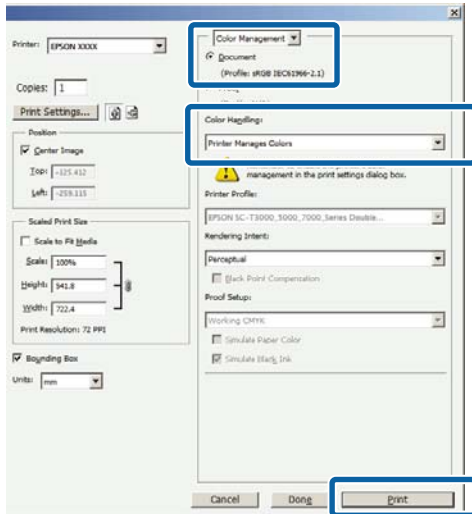 Printer: EPSON XXXX
Copies: 1
Print Settings...
Position
Center Image
Top: -125.412
Left: -259.115
Scaled Print Size
Scale to Fit Media
Scale: 100%
Height: 541.8
Width: 722.4
Print Resolution: 72 PPI
Bounding Box
Units: mm
Color Management
Document
(Profile: sRGB IEC61966-2.1)
Color Handling:
Printer Manages Colors
management in the print settings dialog box.
Printer Profile:
EPSON SC-T3000_5000_7000_Series Double...
Rendering Intent:
Perceptual
Black Point Compensation
Proof Setup:
Working CMYK
Simulate Paper Color
Simulate Black Ink
Cancel
Done
Print